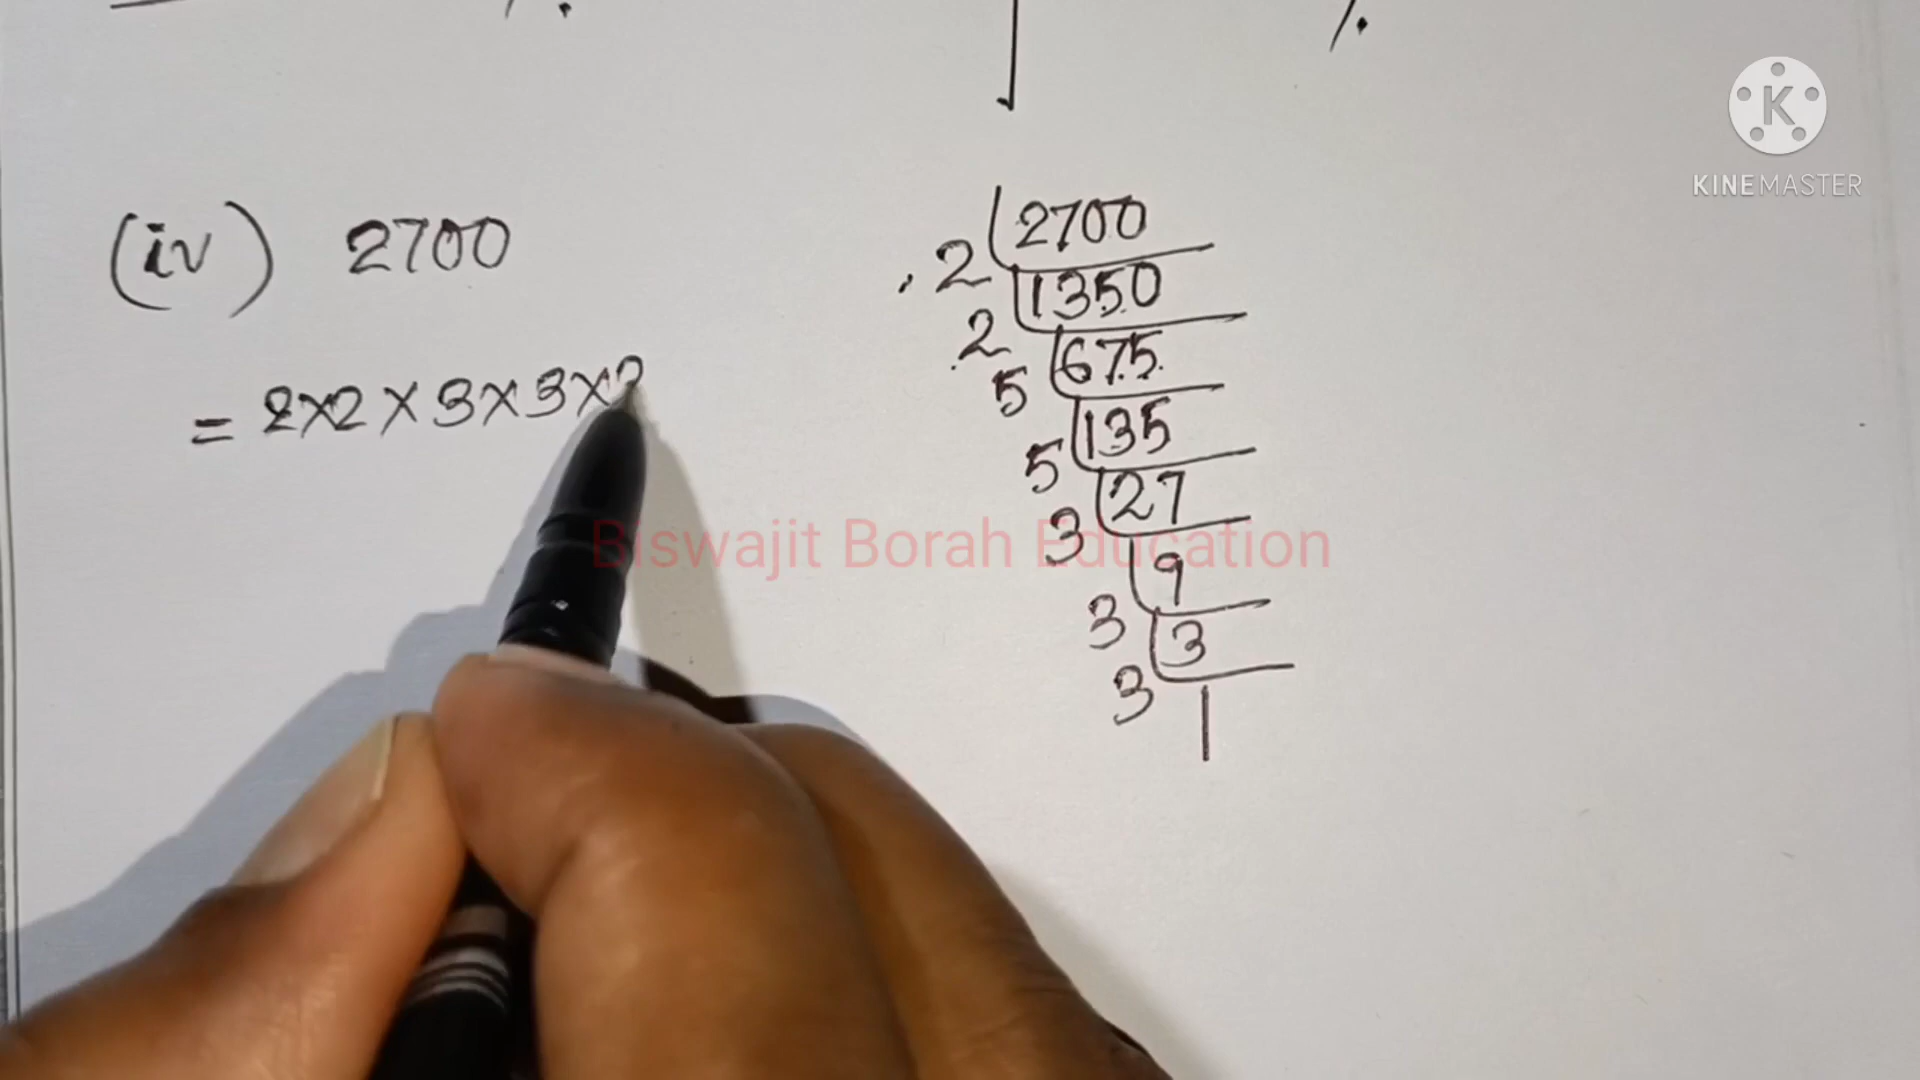 (iv) 2700
= 2×2×3×3×3
2 | 2700
2 | 1350
5 | 675
5 | 135
3 | 27
3 | 9
3 | 3
1
KINEMASTER
Biswajit Borah Education